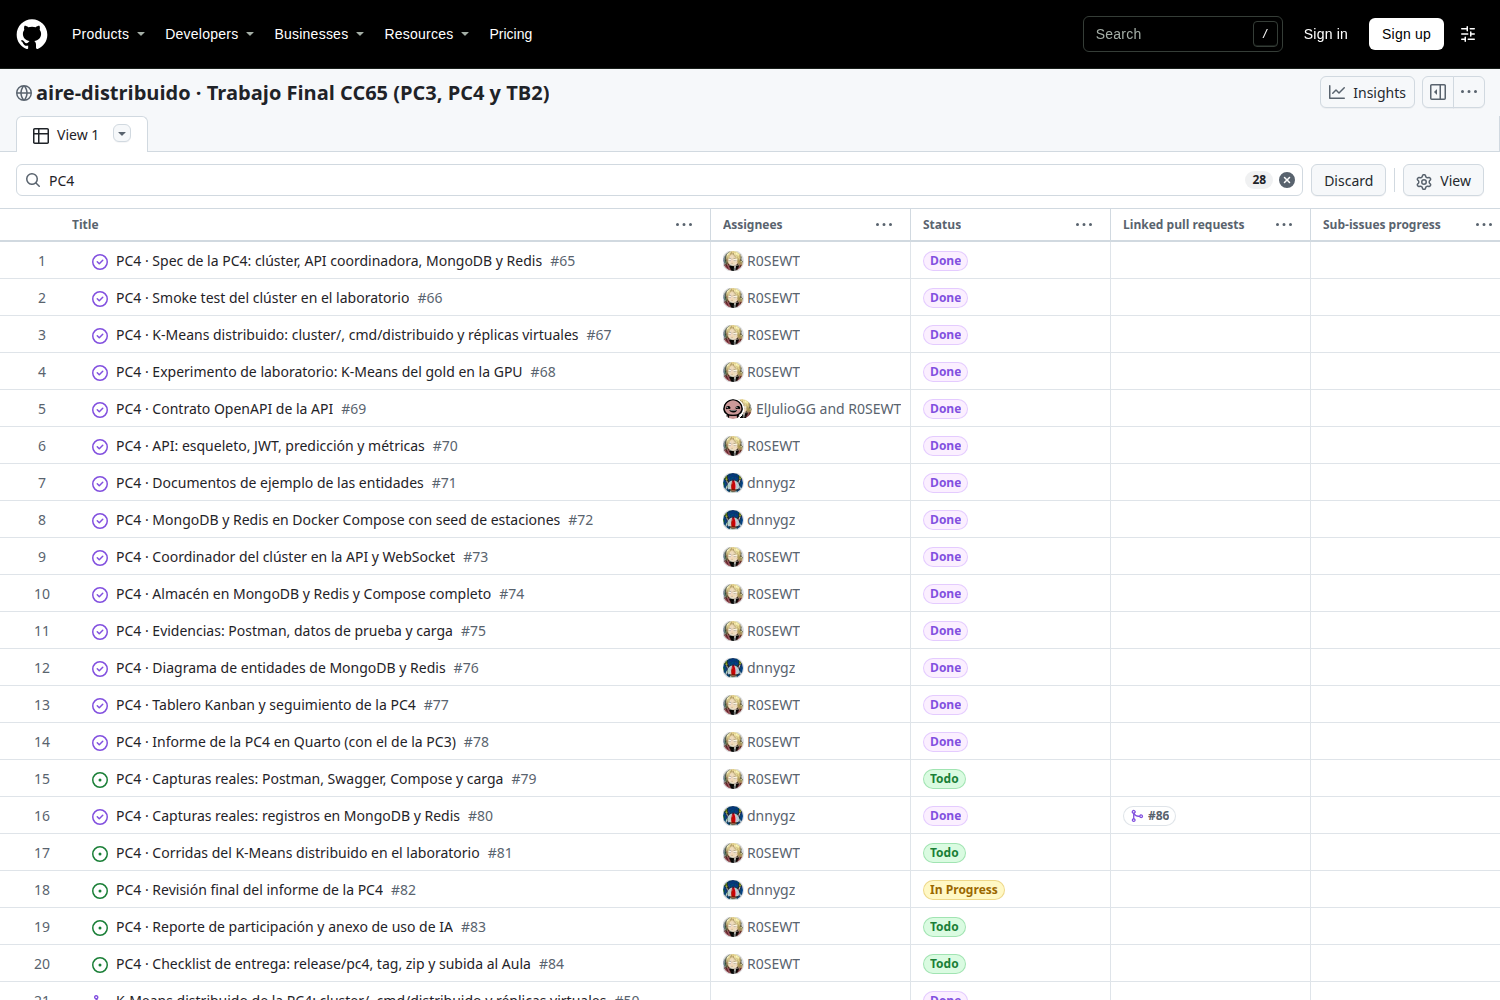 Products Developers Businesses Resources Pricing Search / Sign in Sign up
aire-distribuido · Trabajo Final CC65 (PC3, PC4 y TB2) Insights
View 1
PC4 28 Discard View
Title Assignees Status Linked pull requests Sub-issues progress
1 PC4 · Spec de la PC4: clúster, API coordinadora, MongoDB y Redis #65 R0SEWT Done
2 PC4 · Smoke test del clúster en el laboratorio #66 R0SEWT Done
3 PC4 · K-Means distribuido: cluster/, cmd/distribuido y réplicas virtuales #67 R0SEWT Done
4 PC4 · Experimento de laboratorio: K-Means del gold en la GPU #68 R0SEWT Done
5 PC4 · Contrato OpenAPI de la API #69 ElJulioGG and R0SEWT Done
6 PC4 · API: esqueleto, JWT, predicción y métricas #70 R0SEWT Done
7 PC4 · Documentos de ejemplo de las entidades #71 dnnygz Done
8 PC4 · MongoDB y Redis en Docker Compose con seed de estaciones #72 dnnygz Done
9 PC4 · Coordinador del clúster en la API y WebSocket #73 R0SEWT Done
10 PC4 · Almacén en MongoDB y Redis y Compose completo #74 R0SEWT Done
11 PC4 · Evidencias: Postman, datos de prueba y carga #75 R0SEWT Done
12 PC4 · Diagrama de entidades de MongoDB y Redis #76 dnnygz Done
13 PC4 · Tablero Kanban y seguimiento de la PC4 #77 R0SEWT Done
14 PC4 · Informe de la PC4 en Quarto (con el de la PC3) #78 R0SEWT Done
15 PC4 · Capturas reales: Postman, Swagger, Compose y carga #79 R0SEWT Todo
16 PC4 · Capturas reales: registros en MongoDB y Redis #80 dnnygz Done #86
17 PC4 · Corridas del K-Means distribuido en el laboratorio #81 R0SEWT Todo
18 PC4 · Revisión final del informe de la PC4 #82 dnnygz In Progress
19 PC4 · Reporte de participación y anexo de uso de IA #83 R0SEWT Todo
20 PC4 · Checklist de entrega: release/pc4, tag, zip y subida al Aula #84 R0SEWT Todo
21 K-Means distribuido de la PC4: cluster/, cmd/distribuido y réplicas virtuales #59 Done